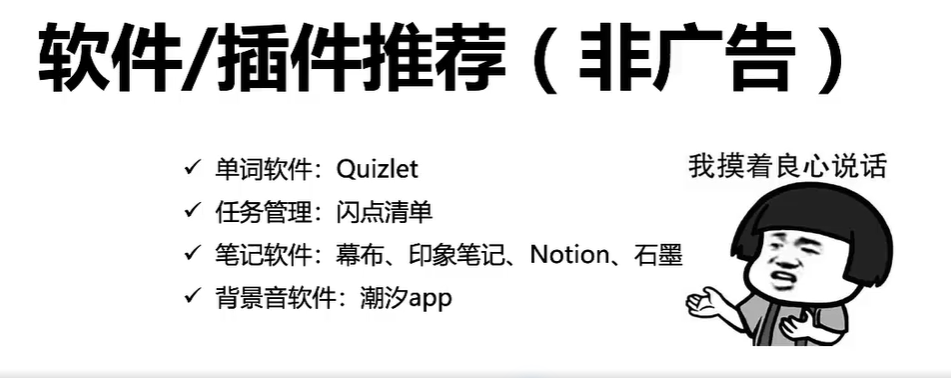 软件/插件推荐（非广告）
我摸着良心说话
✓ 单词软件：Quizlet
✓ 任务管理：闪点清单
✓ 笔记软件：幕布、印象笔记、Notion、石墨
✓ 背景音软件：潮汐app